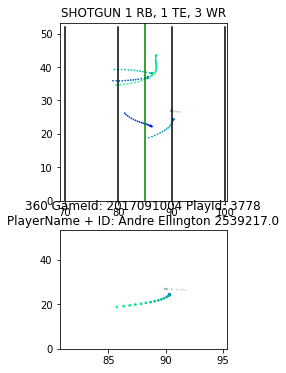 SHOTGUN 1 RB, 1 TE, 3 WR
50
40
30
20
10
0
70 80 90 100
360 GameId: 2017091004 PlayId: 3778
PlayerName + ID: Andre Ellington 2539217.0
40
20
0
85 90 95